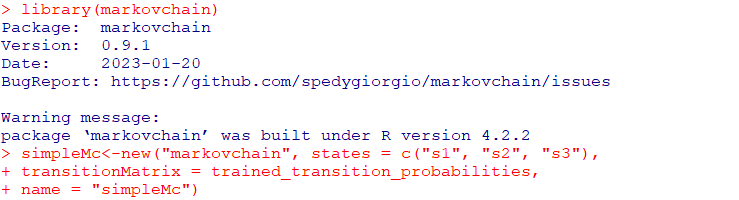 > library(markovchain)
Package:  markovchain
Version:  0.9.1
Date:     2023-01-20
BugReport: https://github.com/spedygiorgio/markovchain/issues

Warning message:
package ‘markovchain’ was built under R version 4.2.2
> simpleMc<-new("markovchain", states = c("s1", "s2", "s3"),
+ transitionMatrix = trained_transition_probabilities,
+ name = "simpleMc")